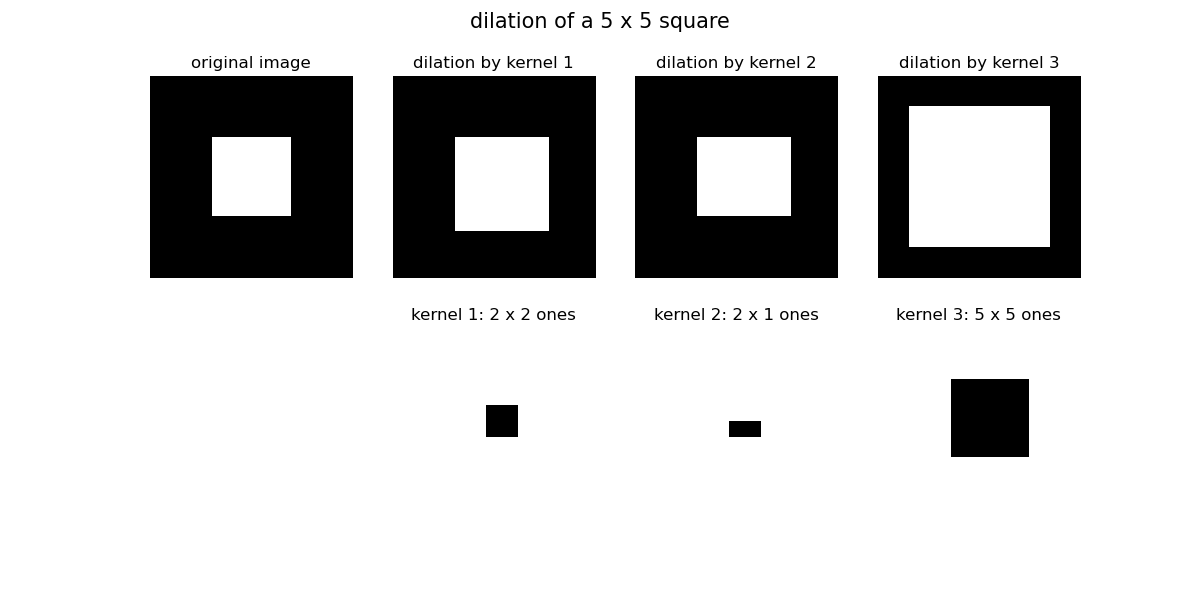 dilation of a 5 x 5 square
original image
dilation by kernel 1
dilation by kernel 2
dilation by kernel 3
kernel 1: 2 x 2 ones
kernel 2: 2 x 1 ones
kernel 3: 5 x 5 ones